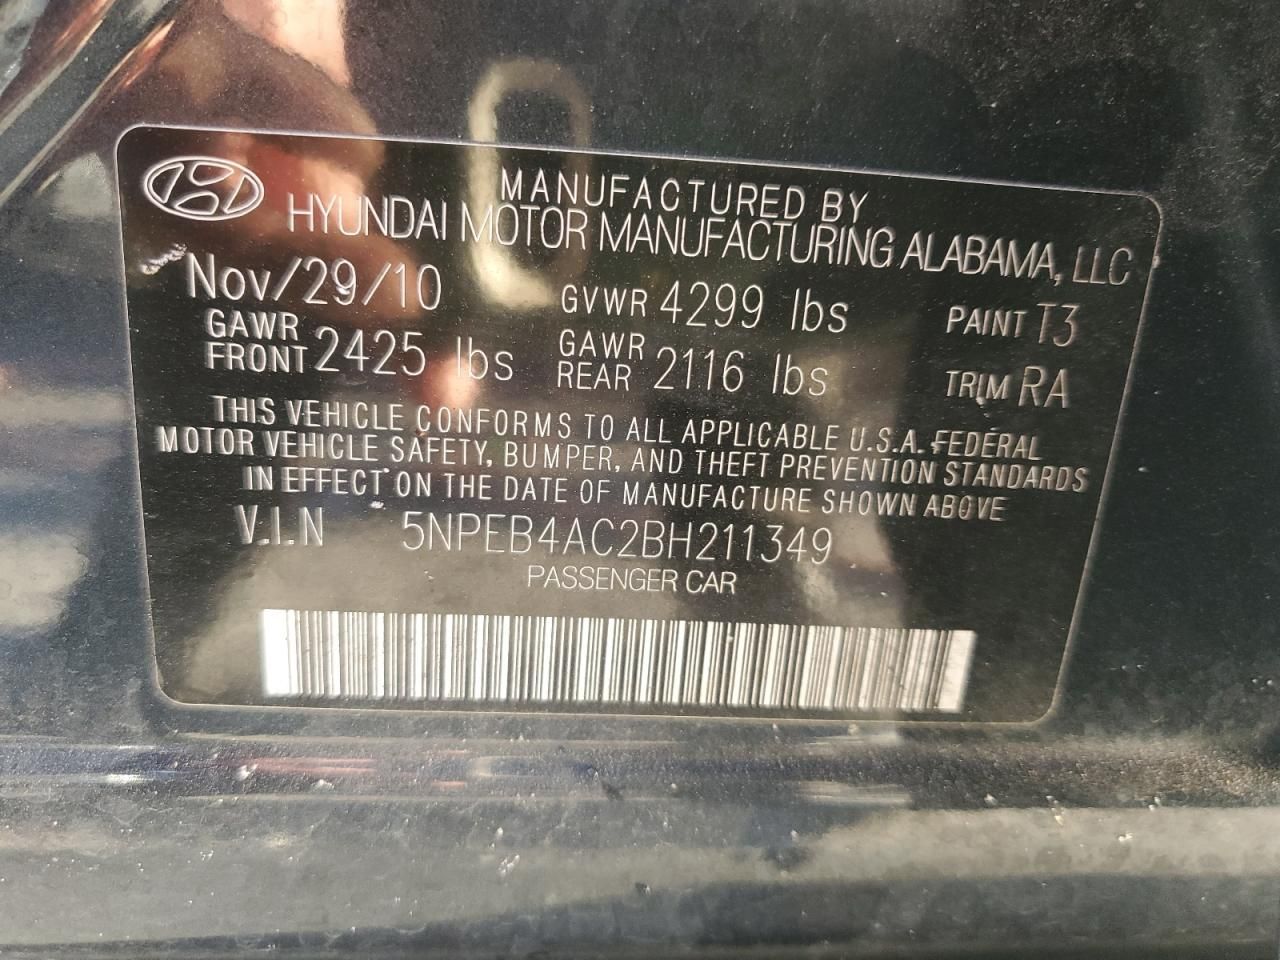 MANUFACTURED BY
HYUNDAI MOTOR MANUFACTURING ALABAMA, LLC
Nov/29/10 GVWR 4299 lbs PAINT T3
GAWR FRONT 2425 lbs GAWR REAR 2116 lbs TRIM RA
THIS VEHICLE CONFORMS TO ALL APPLICABLE U.S.A. FEDERAL
MOTOR VEHICLE SAFETY, BUMPER, AND THEFT PREVENTION STANDARDS
IN EFFECT ON THE DATE OF MANUFACTURE SHOWN ABOVE
V.I.N 5NPEB4AC2BH211349
PASSENGER CAR